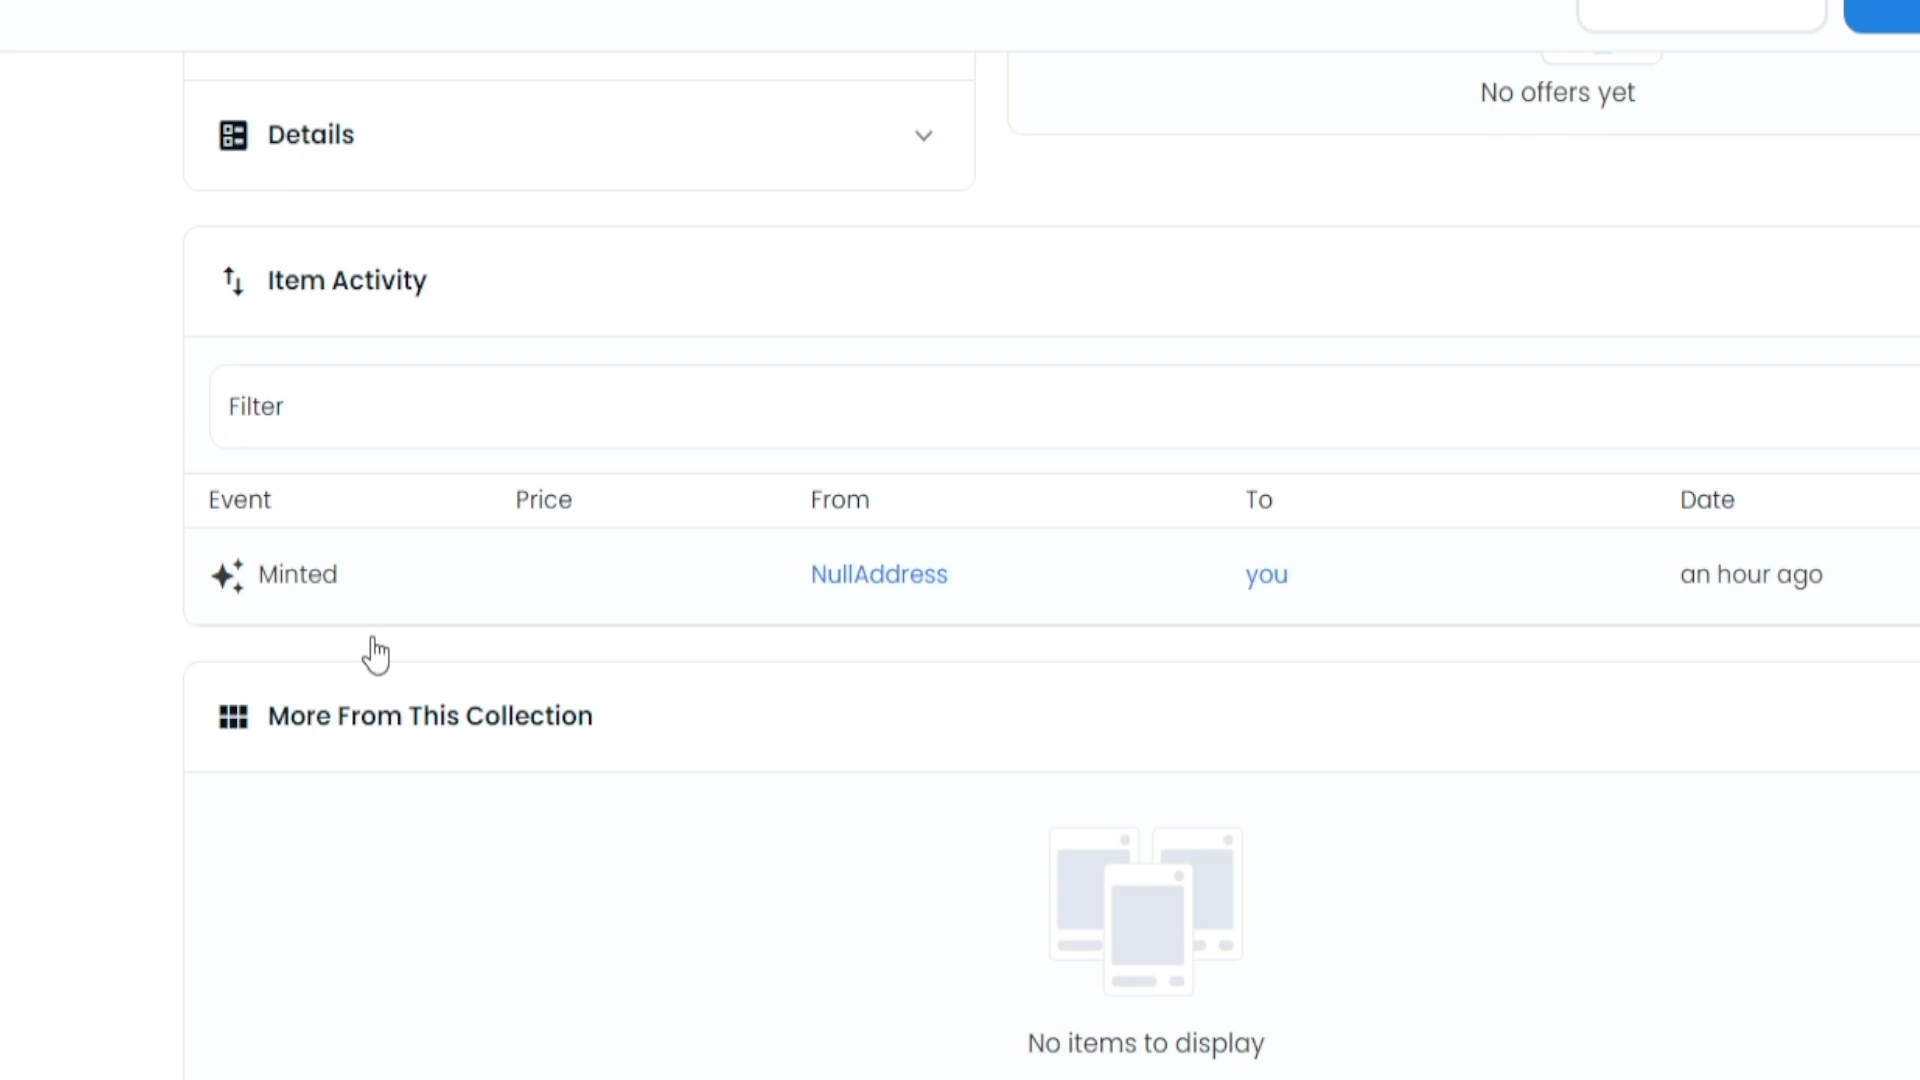 No offers yet
Details
Item Activity
Filter
Event Price From To Date
Minted NullAddress you an hour ago
More From This Collection
No items to display